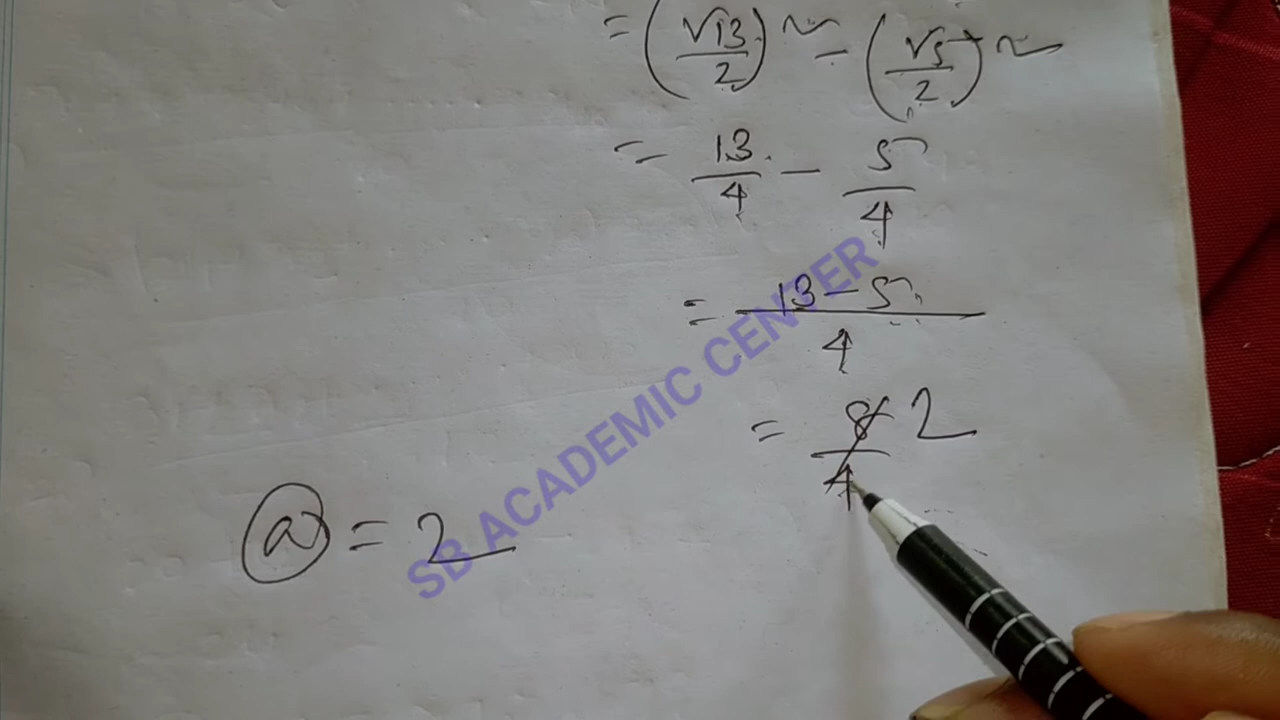 = (√13/2)² - (√5/2)²
= 13/4 - 5/4
= 13-5/4
= 8/4 2
(a) = 2
SB ACADEMIC CENTER